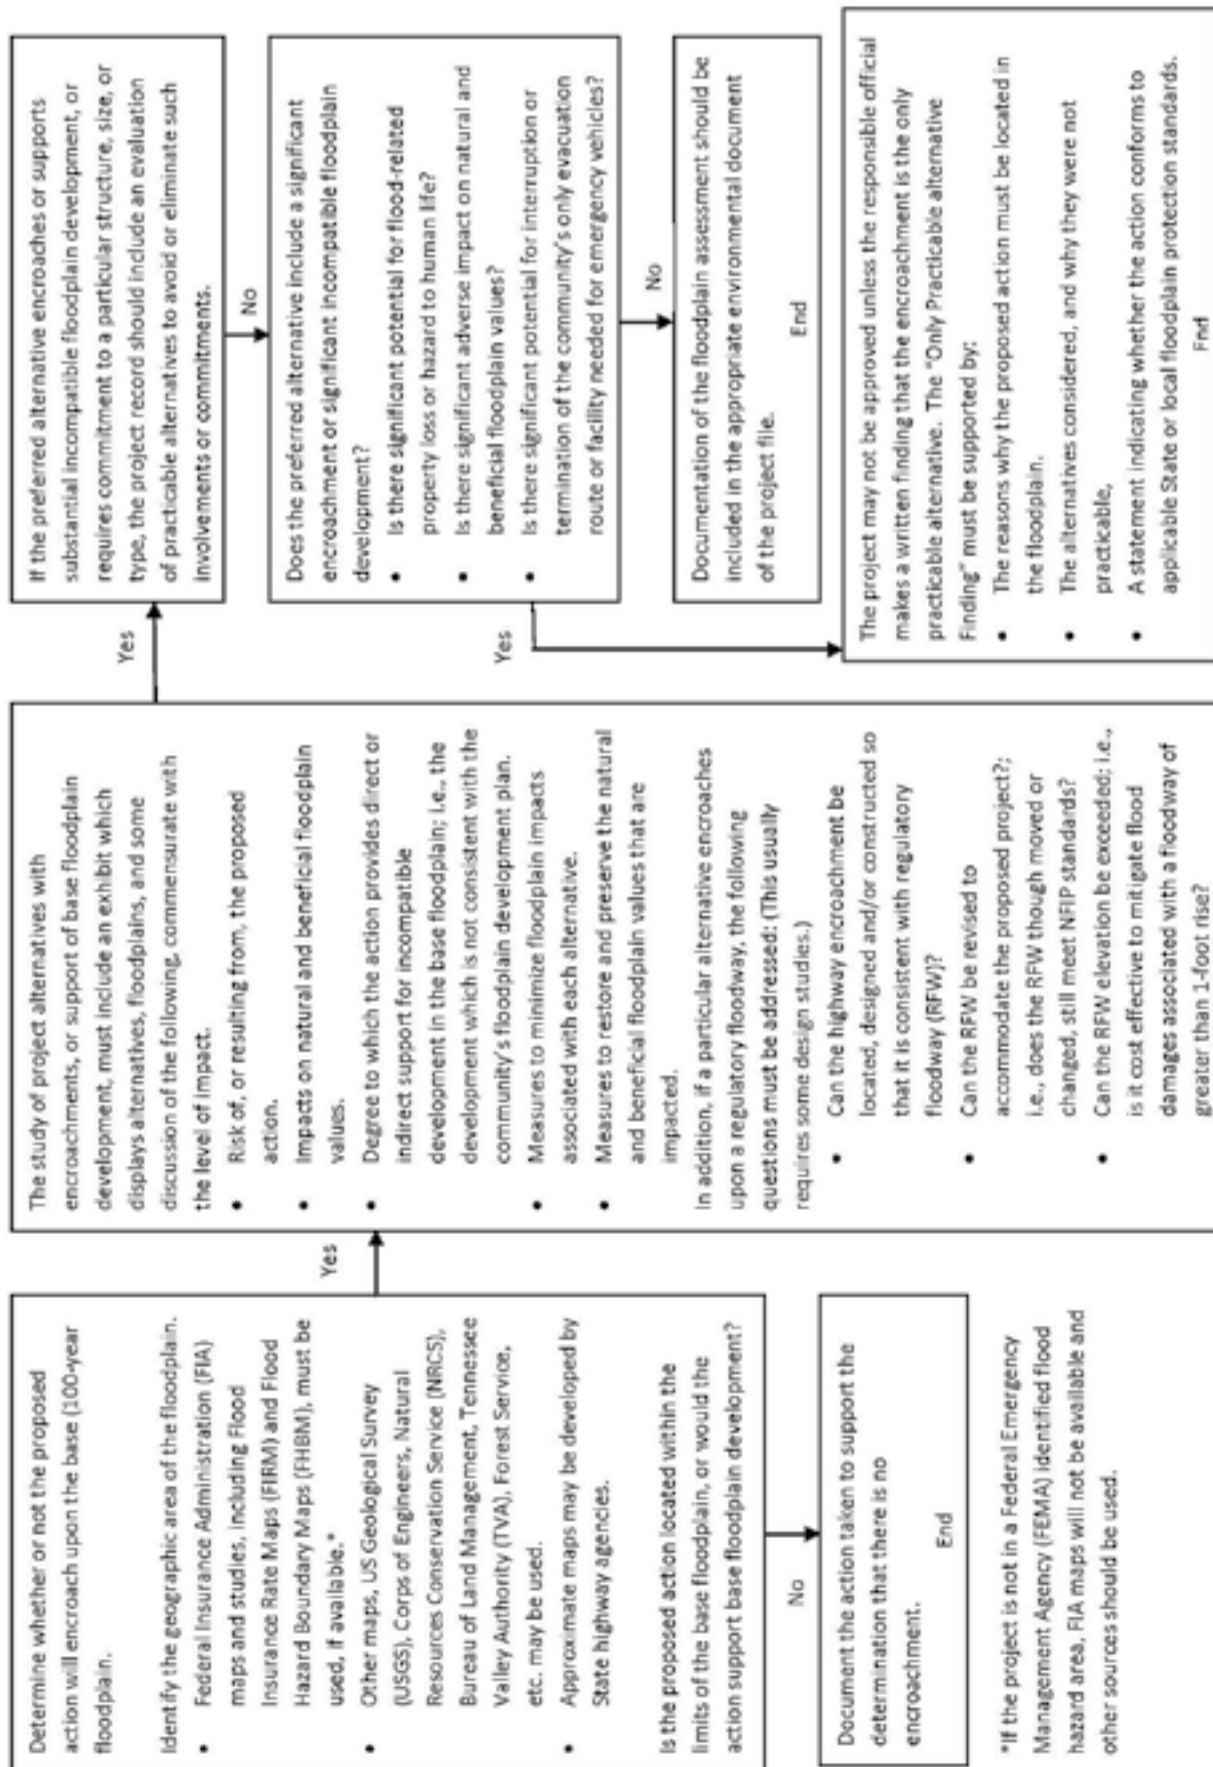 Determine whether or not the proposed
action will encroach upon the base (100-year
floodplain.
Identify the geographic area of the floodplain.
• Federal Insurance Administration (FIA)
maps and studies, including Flood
Insurance Rate Maps (FIRM) and Flood
Hazard Boundary Maps (FHBM), must be
used, if available.*
• Other maps, US Geological Survey
(USGS), Corps of Engineers, Natural
Resources Conservation Service (NRCS),
Bureau of Land Management, Tennessee
Valley Authority (TVA), Forest Service,
etc. may be used.
• Approximate maps may be developed by
State highway agencies.
Is the proposed action located within the
limits of the base floodplain, or would the
action support base floodplain development?
No
Document the action taken to support the
determination that there is no
encroachment.
End
*If the project is not in a Federal Emergency
Management Agency (FEMA) identified flood
hazard area, FIA maps will not be available and
other sources should be used.
Yes
The study of project alternatives with
encroachments, or support of base floodplain
development, must include an exhibit which
displays alternatives, floodplains, and some
discussion of the following, commensurate with
the level of impact.
• Risk of, or resulting from, the proposed
action.
• Impacts on natural and beneficial floodplain
values.
• Degree to which the action provides direct or
indirect support for incompatible
development in the base floodplain; i.e., the
development which is not consistent with the
community's floodplain development plan.
• Measures to minimize floodplain impacts
associated with each alternative.
• Measures to restore and preserve the natural
and beneficial floodplain values that are
impacted.
In addition, if a particular alternative encroaches
upon a regulatory floodway, the following
questions must be addressed: (This usually
requires some design studies.)
• Can the highway encroachment be
located, designed and/or constructed so
that it is consistent with regulatory
floodway (RFW)?
• Can the RFW be revised to
accommodate the proposed project?;
i.e., does the RFW though moved or
changed, still meet NFIP standards?
• Can the RFW elevation be exceeded; i.e.,
is it cost effective to mitigate flood
damages associated with a floodway of
greater than 1-foot rise?
Yes
If the preferred alternative encroaches or supports
substantial incompatible floodplain development, or
requires commitment to a particular structure, size, or
type, the project record should include an evaluation
of practicable alternatives to avoid or eliminate such
involvements or commitments.
No
Does the preferred alternative include a significant
encroachment or significant incompatible floodplain
development?
• Is there significant potential for flood-related
property loss or hazard to human life?
• Is there significant adverse impact on natural and
beneficial floodplain values?
• Is there significant potential for interruption or
termination of the community's only evacuation
route or facility needed for emergency vehicles?
No
Documentation of the floodplain assessment should be
included in the appropriate environmental document
of the project file.
End
Yes
The project may not be approved unless the responsible official
makes a written finding that the encroachment is the only
practicable alternative. The "Only Practicable alternative
Finding" must be supported by:
• The reasons why the proposed action must be located in
the floodplain.
• The alternatives considered, and why they were not
practicable,
• A statement indicating whether the action conforms to
applicable State or local floodplain protection standards.
End